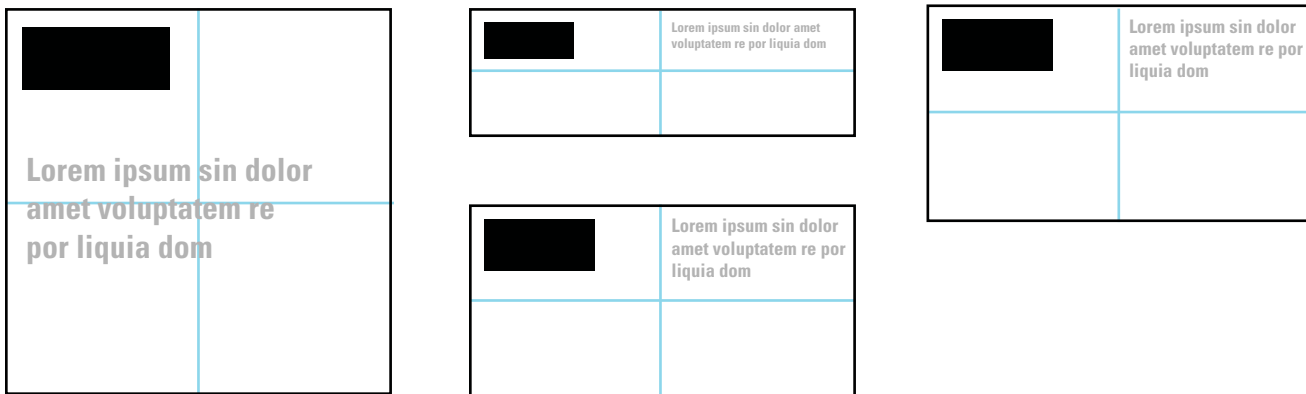 Lorem ipsum sin dolor
amet voluptatem re
por liquia dom
Lorem ipsum sin dolor amet
voluptatem re por liquia dom
Lorem ipsum sin dolor
amet voluptatem re por
liquia dom
Lorem ipsum sin dolor
amet voluptatem re por
liquia dom